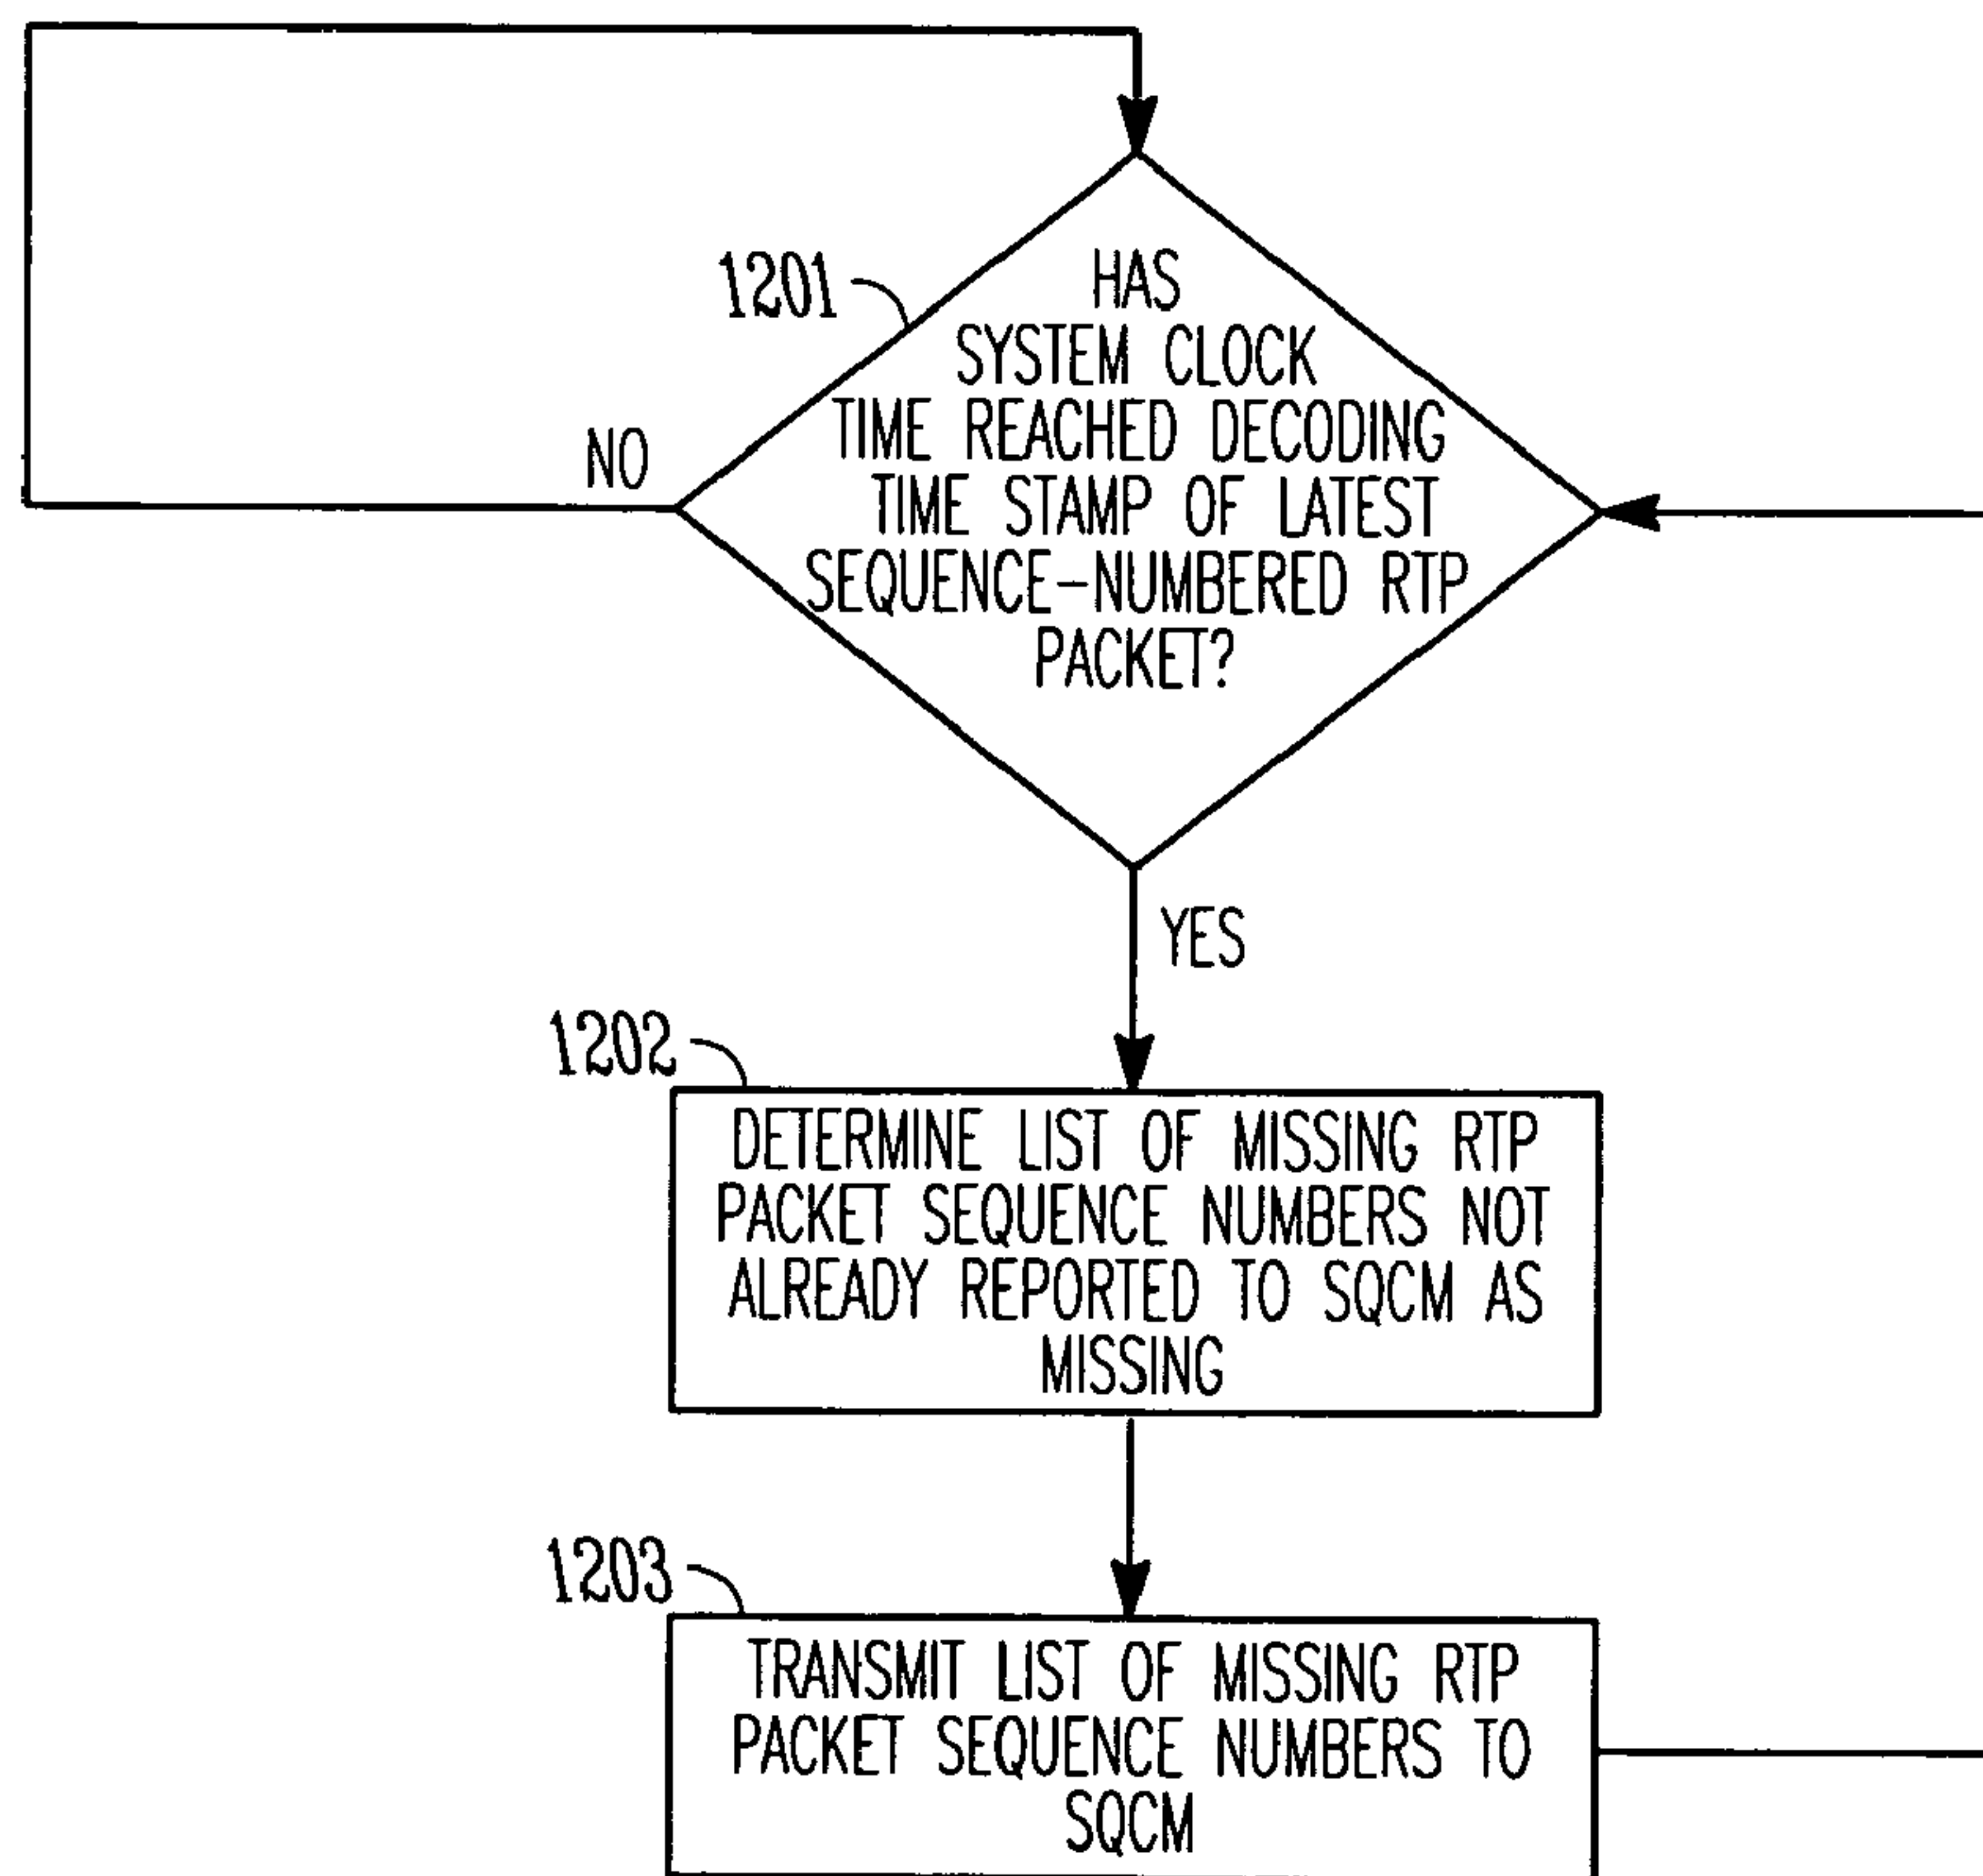 1201
HAS
SYSTEM CLOCK
TIME REACHED DECODING
TIME STAMP OF LATEST
SEQUENCE-NUMBERED RTP
PACKET?
NO
YES
1202
DETERMINE LIST OF MISSING RTP
PACKET SEQUENCE NUMBERS NOT
ALREADY REPORTED TO SQCM AS
MISSING
1203
TRANSMIT LIST OF MISSING RTP
PACKET SEQUENCE NUMBERS TO
SQCM